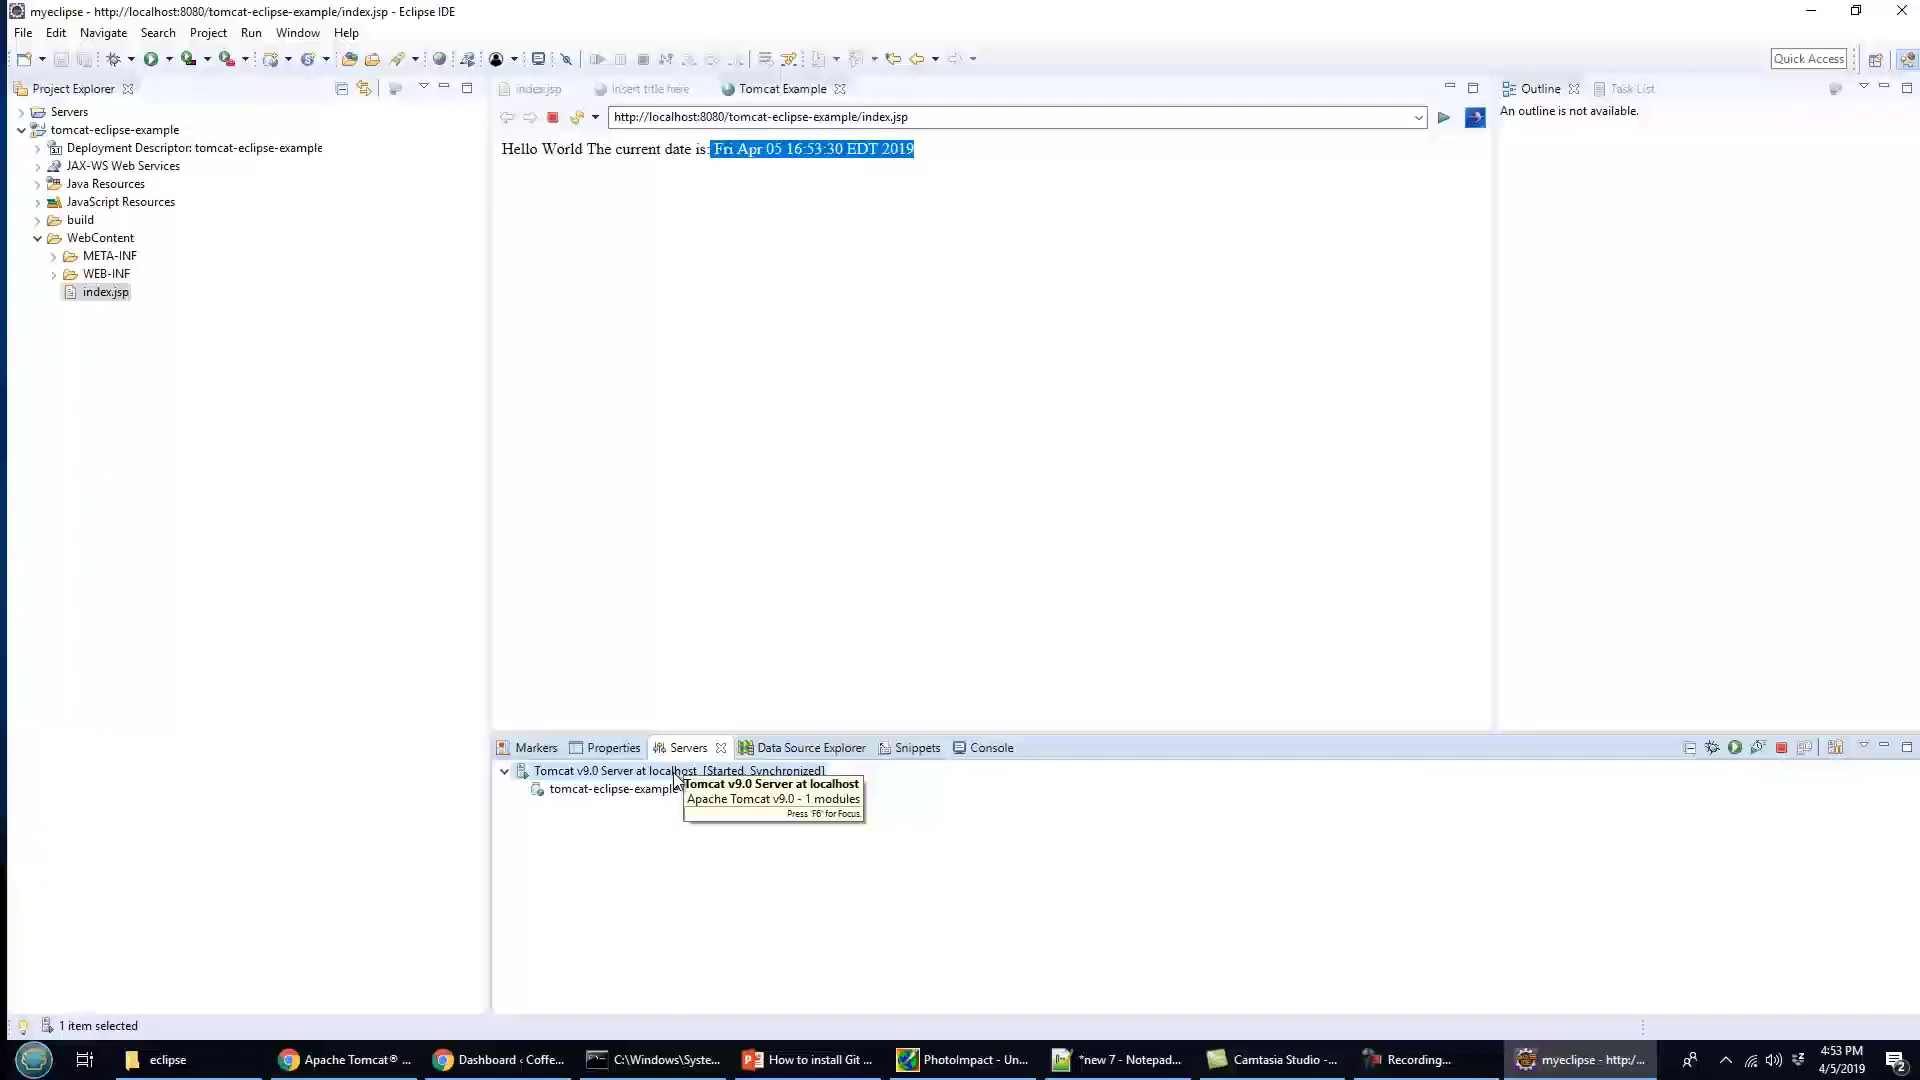 myeclipse - http://localhost:8080/tomcat-eclipse-example/index.jsp - Eclipse IDE
File Edit Navigate Search Project Run Window Help
Quick Access
Project Explorer
index.jsp Insert title here Tomcat Example
Outline Task List
Servers
tomcat-eclipse-example
Deployment Descriptor: tomcat-eclipse-example
JAX-WS Web Services
Java Resources
JavaScript Resources
build
WebContent
META-INF
WEB-INF
index.jsp
http://localhost:8080/tomcat-eclipse-example/index.jsp
Hello World The current date is: Fri Apr 05 16:53:30 EDT 2019
An outline is not available.
Markers Properties Servers Data Source Explorer Snippets Console
Tomcat v9.0 Server at localhost [Started, Synchronized]
tomcat-eclipse-example
Tomcat v9.0 Server at localhost
Apache Tomcat v9.0 - 1 modules
Press 'F6' for Focus.
1 item selected
eclipse Apache Tomcat® ... Dashboard ‹ Coffe... C:\Windows\Syste... How to install Git ... PhotoImpact - Un... *new 7 - Notepad... Camtasia Studio -... Recording... myeclipse - http:/...
4:53 PM
4/5/2019
2